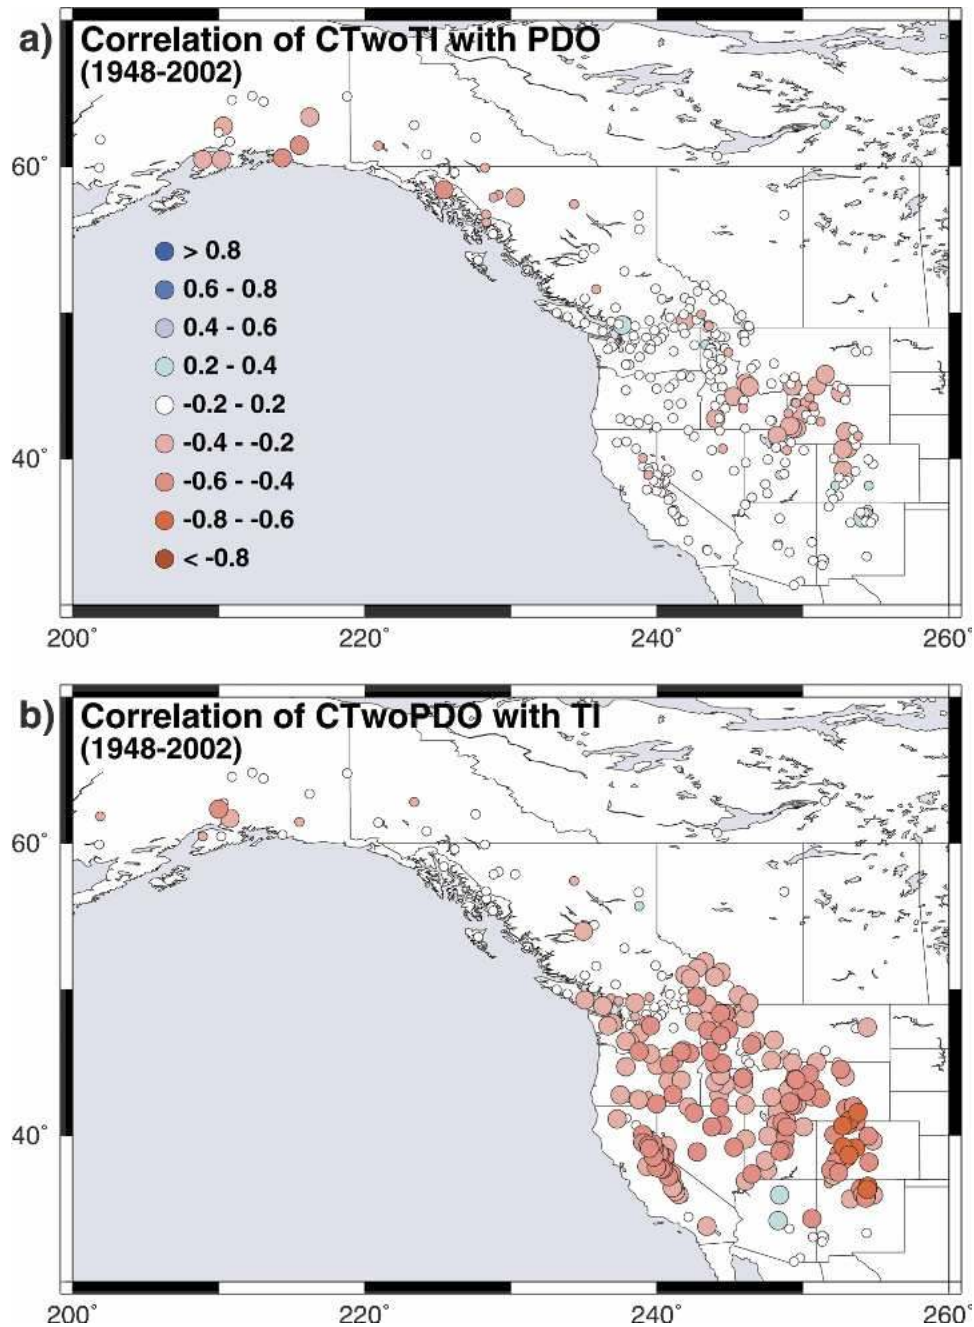 a) Correlation of CTwoTI with PDO
(1948-2002)
60°
> 0.8
0.6 - 0.8
0.4 - 0.6
0.2 - 0.4
-0.2 - 0.2
-0.4 - -0.2
-0.6 - -0.4
-0.8 - -0.6
< -0.8
40°
200° 220° 240° 260°
b) Correlation of CTwoPDO with TI
(1948-2002)
60°
40°
200° 220° 240° 260°